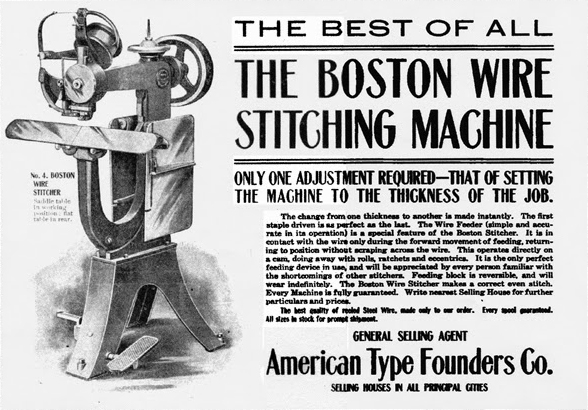 THE BEST OF ALL
THE BOSTON WIRE
STITCHING MACHINE
ONLY ONE ADJUSTMENT REQUIRED—THAT OF SETTING
THE MACHINE TO THE THICKNESS OF THE JOB.
No. 4. BOSTON
WIRE
STITCHER
Saddle table
in working
position; flat
table in rear.
The change from one thickness to another is made instantly. The first
staple driven is as perfect as the last. The Wire Feeder (simple and accu-
rate in its operation) is a special feature of the Boston Stitcher. It is in
contact with the wire only during the forward movement of feeding, return-
ing to position without scraping across the wire. This operates directly on
a cam, doing away with rolls, ratchets and eccentrics. It is the only perfect
feeding device in use, and will be appreciated by every person familiar with
the shortcomings of other stitchers. Feeding block is reversible, and will
wear indefinitely. The Boston Wire Stitcher makes a correct even stitch.
Every Machine is fully guaranteed. Write nearest Selling House for further
particulars and prices.
The best quality of reeled Steel Wire, made only to our order. Every spool guaranteed.
All sizes in stock for prompt shipment.
GENERAL SELLING AGENT
American Type Founders Co.
SELLING HOUSES IN ALL PRINCIPAL CITIES